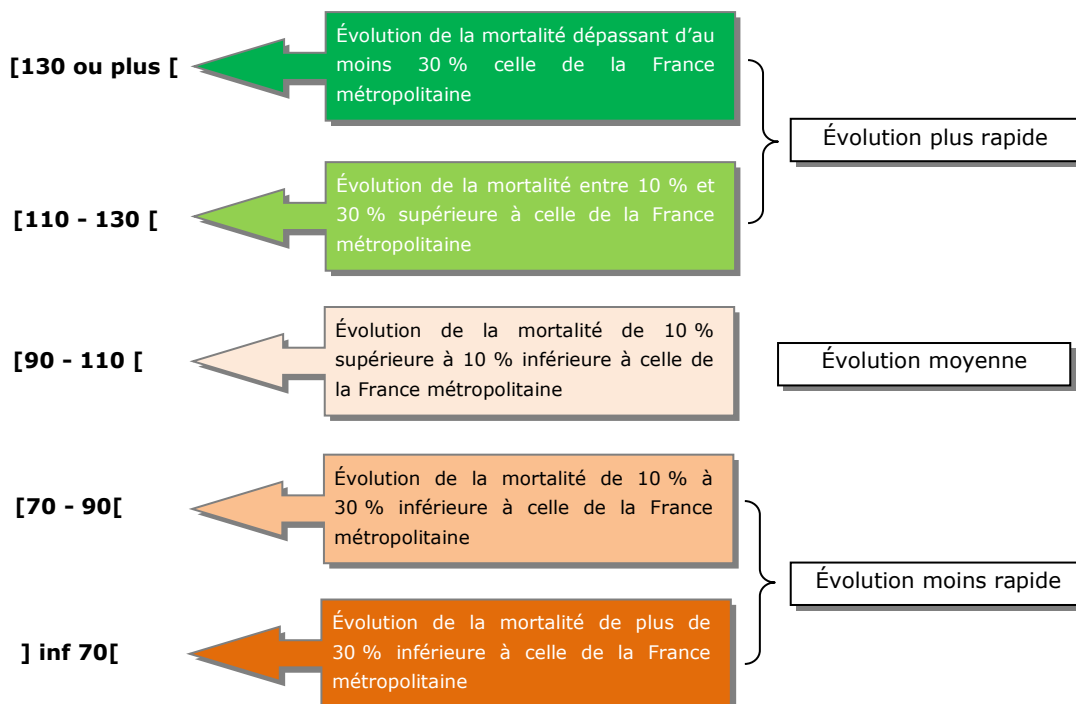 [130 ou plus [
Évolution de la mortalité dépassant d’au
moins 30 % celle de la France
métropolitaine
Évolution plus rapide
[110 - 130 [
Évolution de la mortalité entre 10 % et
30 % supérieure à celle de la France
métropolitaine
[90 - 110 [
Évolution de la mortalité de 10 %
supérieure à 10 % inférieure à celle de
la France métropolitaine
Évolution moyenne
[70 - 90[
Évolution de la mortalité de 10 % à
30 % inférieure à celle de la France
métropolitaine
Évolution moins rapide
] inf 70[
Évolution de la mortalité de plus de
30 % inférieure à celle de la France
métropolitaine